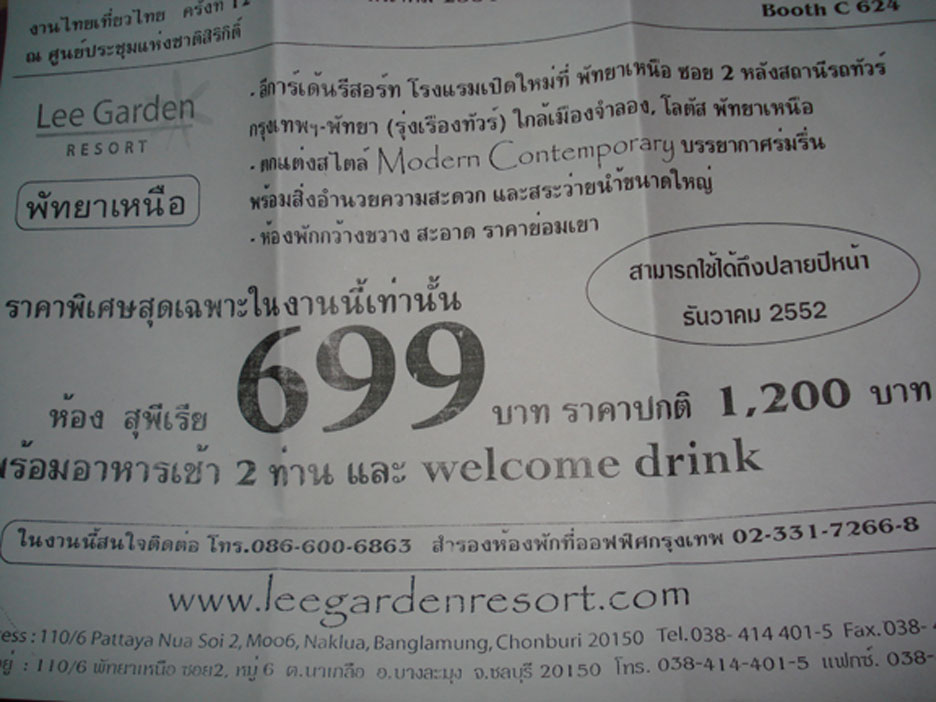 งานไทยเที่ยวไทย ครั้งที่ 12
ณ ศูนย์ประชุมแห่งชาติสิริกิติ์
Booth C 624
Lee Garden
RESORT
พัทยาเหนือ
· ลีการ์เด้นรีสอร์ท โรงแรมเปิดใหม่ที่ พัทยาเหนือ ซอย 2 หลังสถานีรถทัวร์
กรุงเทพฯ-พัทยา (รุ่งเรืองทัวร์) ใกล้เมืองจำลอง, โลตัส พัทยาเหนือ
· ตกแต่งสไตล์ Modern Contemporary บรรยากาศร่มรื่น
พร้อมสิ่งอำนวยความสะดวก และสระว่ายน้ำขนาดใหญ่
· ห้องพักกว้างขวาง สะอาด ราคาย่อมเยา
สามารถใช้ได้ถึงปลายปีหน้า
ธันวาคม 2552
ราคาพิเศษสุดเฉพาะในงานนี้เท่านั้น
ห้อง สุพีเรีย 699 บาท ราคาปกติ 1,200 บาท
พร้อมอาหารเช้า 2 ท่าน และ welcome drink
ในงานนี้สนใจติดต่อ โทร.086-600-6863 สำรองห้องพักที่ออฟฟิศกรุงเทพ 02-331-7266-8
www.leegardenresort.com
ess : 110/6 Pattaya Nua Soi 2, Moo6, Naklua, Banglamung, Chonburi 20150 Tel.038- 414 401-5 Fax.038-
อยู่ : 110/6 พัทยาเหนือ ซอย2, หมู่ 6 ต.นาเกลือ อ.บางละมุง จ.ชลบุรี 20150 โทร. 038-414-401-5 แฟกซ์. 038-